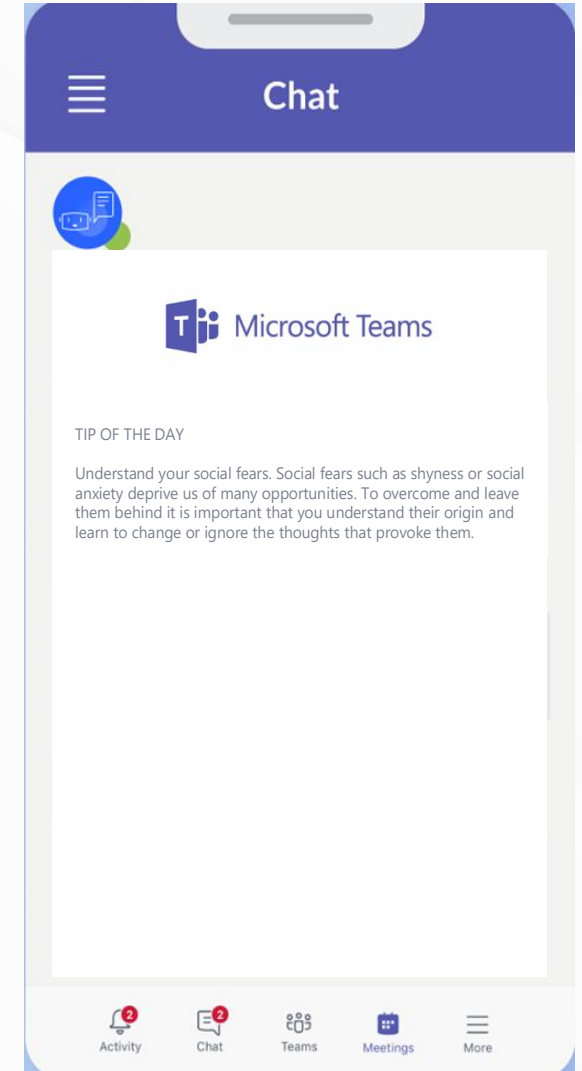 Chat
T Microsoft Teams
TIP OF THE DAY
Understand your social fears. Social fears such as shyness or social
anxiety deprive us of many opportunities. To overcome and leave
them behind it is important that you understand their origin and
learn to change or ignore the thoughts that provoke them.
2 2
Activity Chat Teams Meetings More